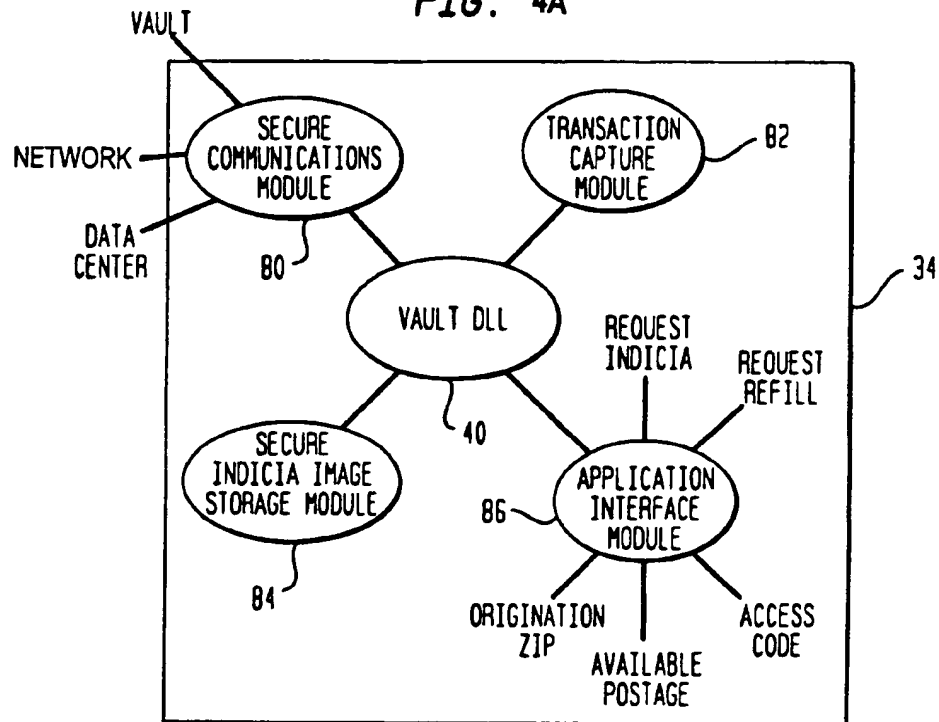 FIG. 4A
VAULT
SECURE
COMMUNICATIONS
MODULE
NETWORK
DATA
CENTER
80
TRANSACTION
CAPTURE
MODULE
82
34
VAULT DLL
40
SECURE
INDICIA IMAGE
STORAGE MODULE
84
REQUEST
INDICIA
REQUEST
REFILL
APPLICATION
INTERFACE
MODULE
86
ORIGINATION
ZIP
AVAILABLE
POSTAGE
ACCESS
CODE